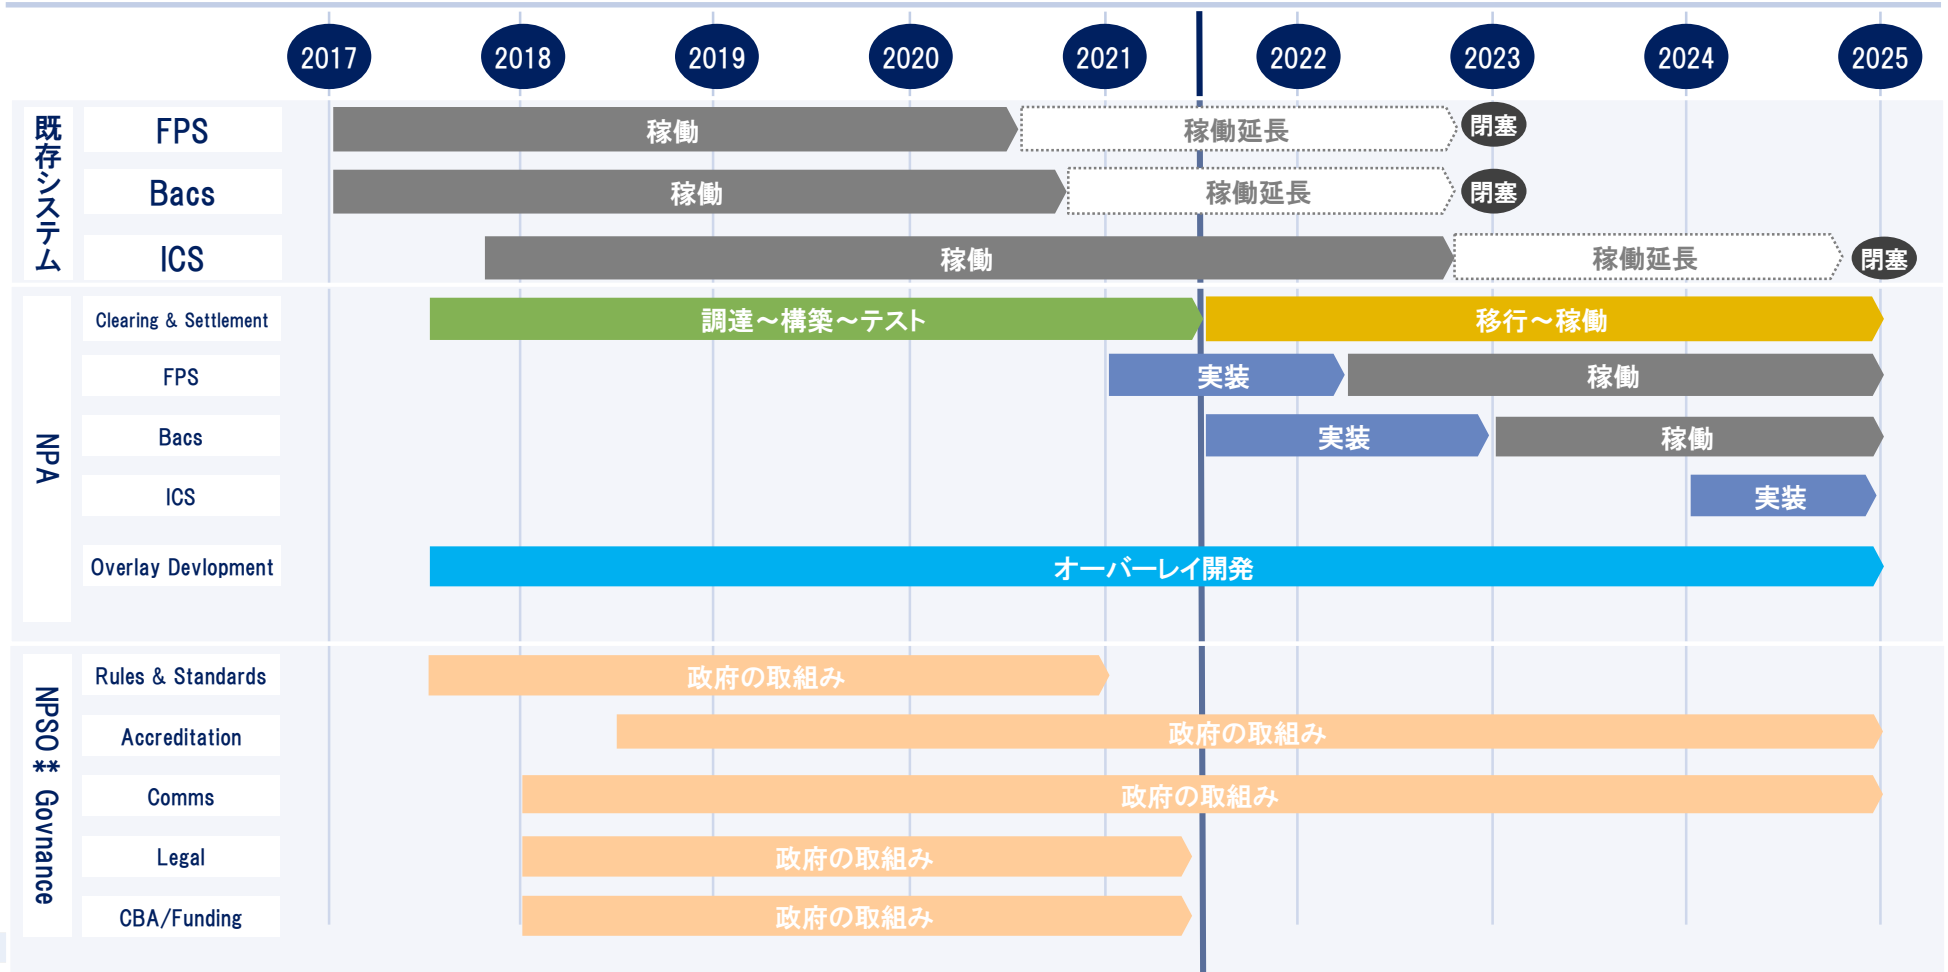 2017 2018 2019 2020 2021 2022 2023 2024 2025
既存システム
FPS 稼働 稼働延長 閉塞
Bacs 稼働 稼働延長 閉塞
ICS 稼働 稼働延長 閉塞
NPA
Clearing & Settlement 調達～構築～テスト 移行～稼働
FPS 実装 稼働
Bacs 実装 稼働
ICS 実装
Overlay Devlopment オーバーレイ開発
NPSO** Govnance
Rules & Standards 政府の取組み
Accreditation 政府の取組み
Comms 政府の取組み
Legal 政府の取組み
CBA/Funding 政府の取組み